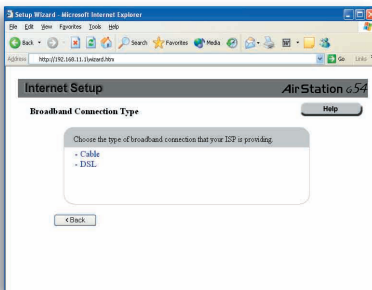 Setup Wizard - Microsoft Internet Explorer
File Edit View Favorites Tools Help
Back Search Favorites Media
Address http://192.168.11.1/wizard.htm Go Links
Internet Setup AirStation G54
Broadband Connection Type Help
Choose the type of broadband connection that your ISP is providing.
Cable
DSL
<Back